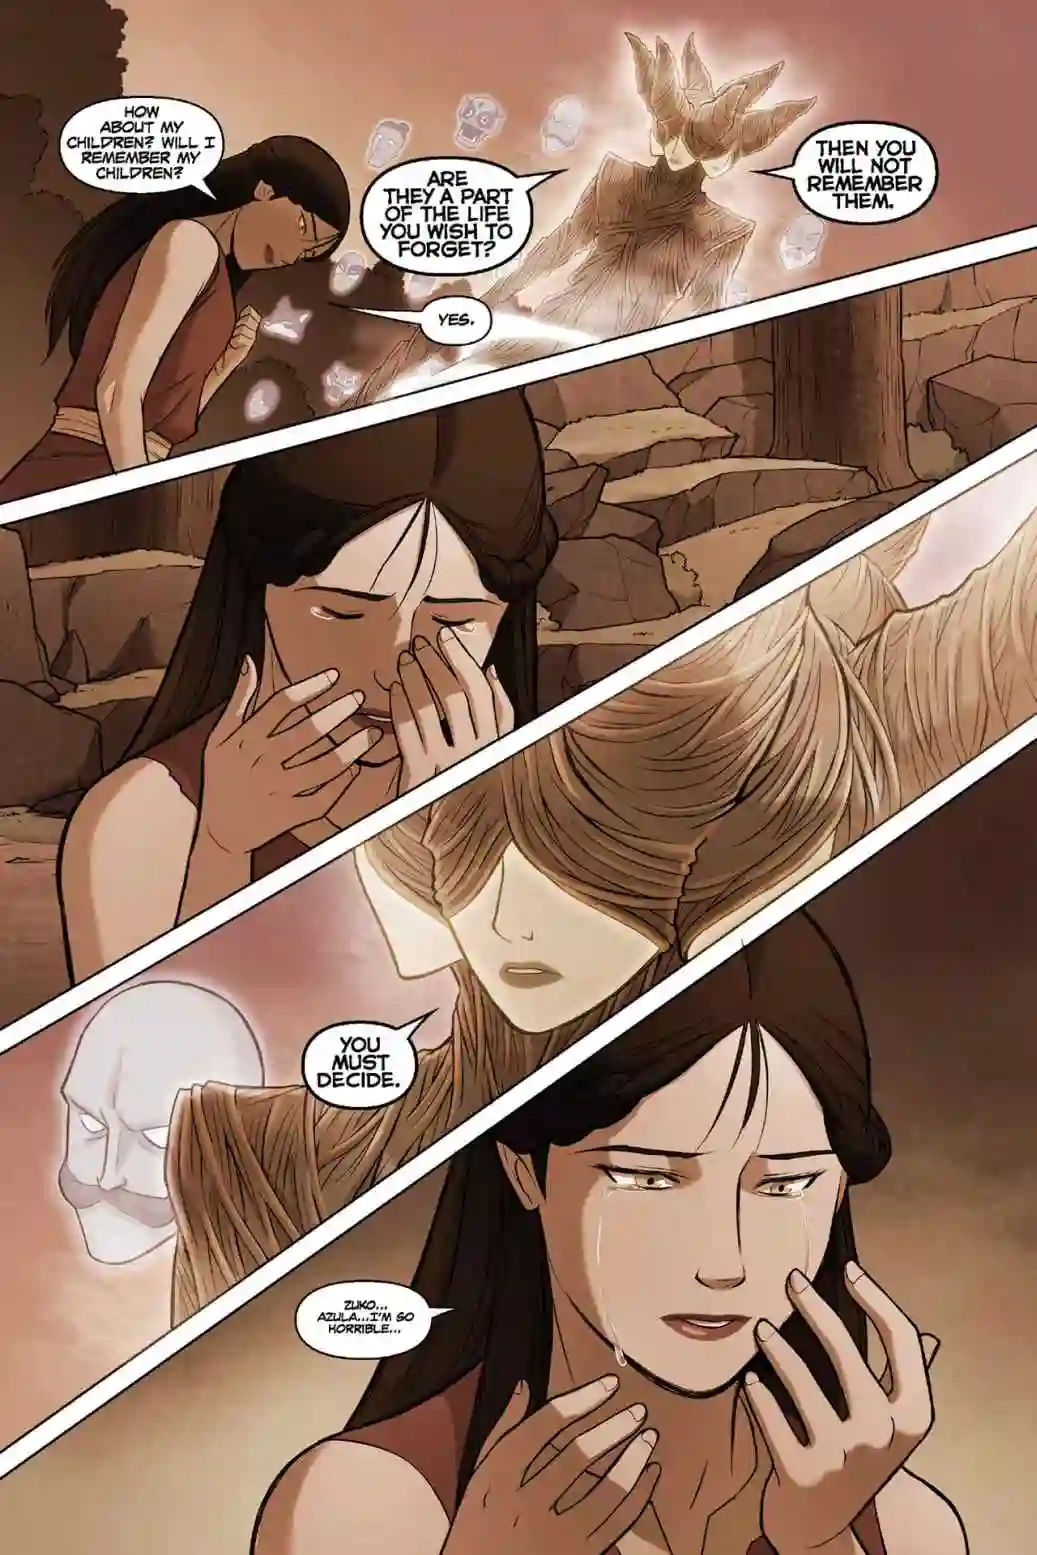 HOW
ABOUT MY
CHILDREN? WILL I
REMEMBER MY
CHILDREN?
ARE
THEY A PART
OF THE LIFE
YOU WISH TO
FORGET?
YES.
THEN YOU
WILL NOT
REMEMBER
THEM.
YOU
MUST
DECIDE.
ZUKO...
AZULA...I'M SO
HORRIBLE...